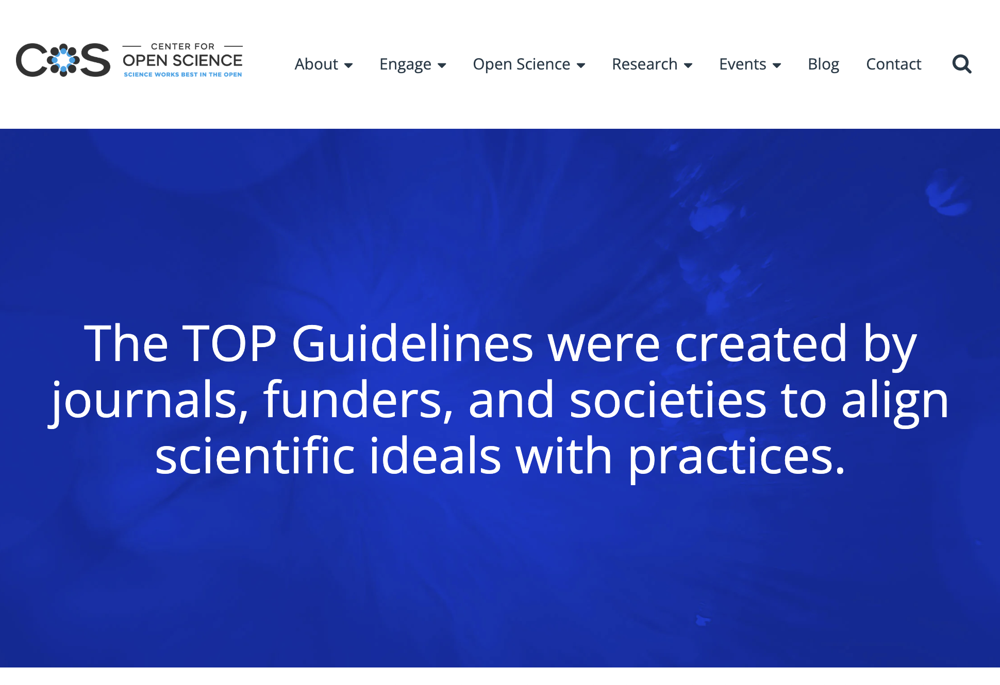 COS
CENTER FOR
OPEN SCIENCE
SCIENCE WORKS BEST IN THE OPEN
About Engage Open Science Research Events Blog Contact
The TOP Guidelines were created by
journals, funders, and societies to align
scientific ideals with practices.